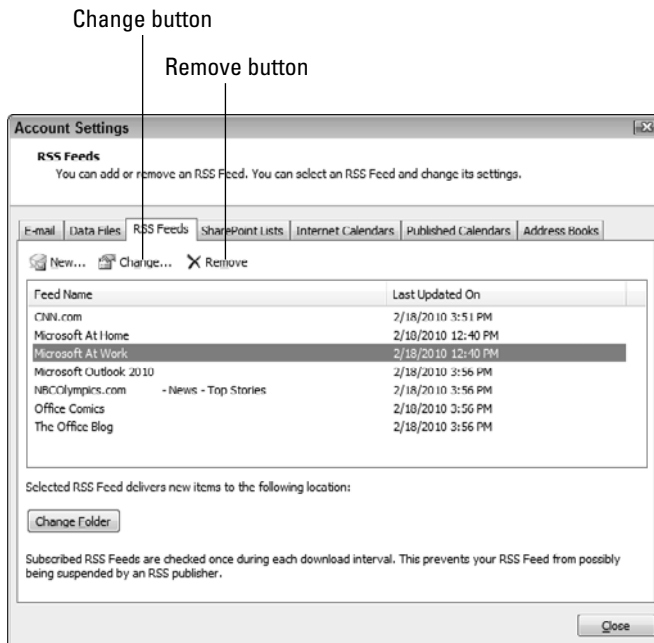 Change button
Remove button
Account Settings
RSS Feeds
You can add or remove an RSS Feed. You can select an RSS Feed and change its settings.
E-mail Data Files RSS Feeds SharePoint Lists Internet Calendars Published Calendars Address Books
New... Change... Remove
Feed Name Last Updated On
CNN.com 2/18/2010 3:51 PM
Microsoft At Home 2/18/2010 12:40 PM
Microsoft At Work 2/18/2010 12:40 PM
Microsoft Outlook 2010 2/18/2010 3:56 PM
NBCOlympics.com - News - Top Stories 2/18/2010 3:56 PM
Office Comics 2/18/2010 3:56 PM
The Office Blog 2/18/2010 3:56 PM
Selected RSS Feed delivers new items to the following location:
Change Folder
Subscribed RSS Feeds are checked once during each download interval. This prevents your RSS Feed from possibly
being suspended by an RSS publisher.
Close